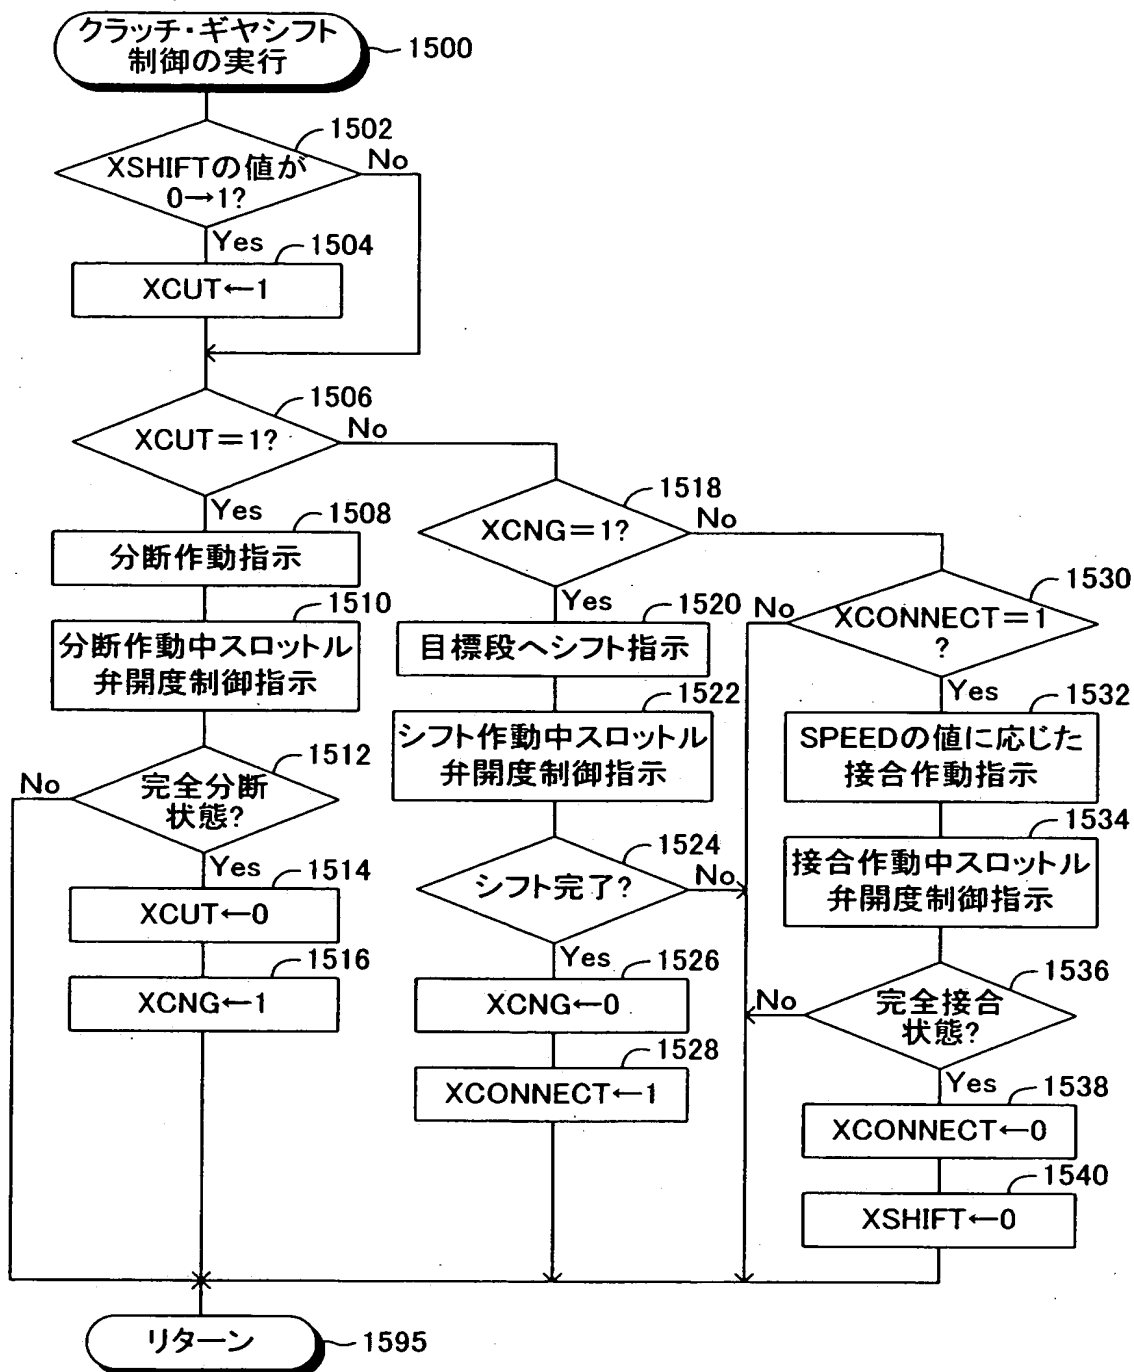 クラッチ・ギヤシフト
制御の実行
1500
1502
XSHIFTの値が
0→1?
No
Yes
1504
XCUT←1
1506
XCUT=1?
No
Yes
1508
分断作動指示
1510
分断作動中スロットル
弁開度制御指示
1512
完全分断
状態?
No
Yes
1514
XCUT←0
1516
XCNG←1
1518
XCNG=1?
No
Yes
1520
目標段へシフト指示
1522
シフト作動中スロットル
弁開度制御指示
1524
シフト完了?
No
Yes
1526
XCNG←0
1528
XCONNECT←1
1530
XCONNECT=1
?
No
Yes
1532
SPEEDの値に応じた
接合作動指示
1534
接合作動中スロットル
弁開度制御指示
1536
完全接合
状態?
No
Yes
1538
XCONNECT←0
1540
XSHIFT←0
リターン
1595